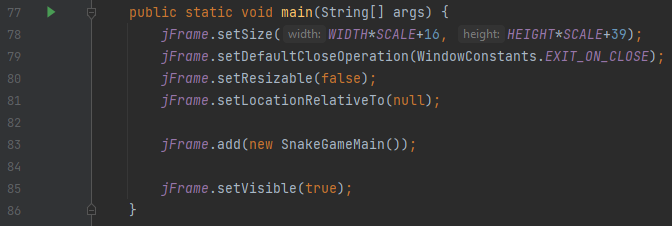 77 public static void main(String[] args) {
78 jFrame.setSize( width: WIDTH*SCALE+16, height: HEIGHT*SCALE+39);
79 jFrame.setDefaultCloseOperation(WindowConstants.EXIT_ON_CLOSE);
80 jFrame.setResizable(false);
81 jFrame.setLocationRelativeTo(null);
82
83 jFrame.add(new SnakeGameMain());
84
85 jFrame.setVisible(true);
86 }